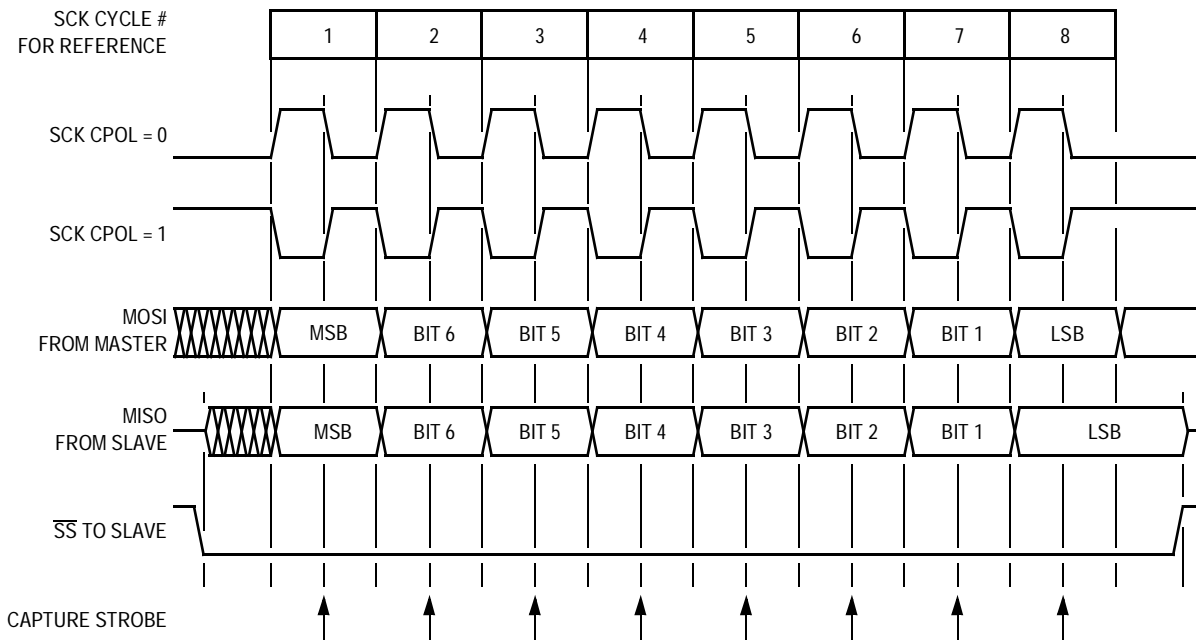 SCK CYCLE #
FOR REFERENCE
1 2 3 4 5 6 7 8
SCK CPOL = 0
SCK CPOL = 1
MOSI
FROM MASTER
MSB BIT 6 BIT 5 BIT 4 BIT 3 BIT 2 BIT 1 LSB
MISO
FROM SLAVE
MSB BIT 6 BIT 5 BIT 4 BIT 3 BIT 2 BIT 1 LSB
S̅S̅ TO SLAVE
CAPTURE STROBE